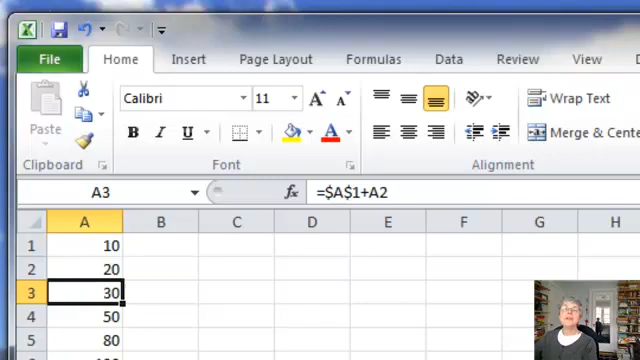 File Home Insert Page Layout Formulas Data Review View
Calibri 11 A A Wrap Text
Paste B I U A Merge & Cente
Clipboard Font Alignment
A3 fx =$A$1+A2
A B C D E F G H
1 10
2 20
3 30
4 50
5 80